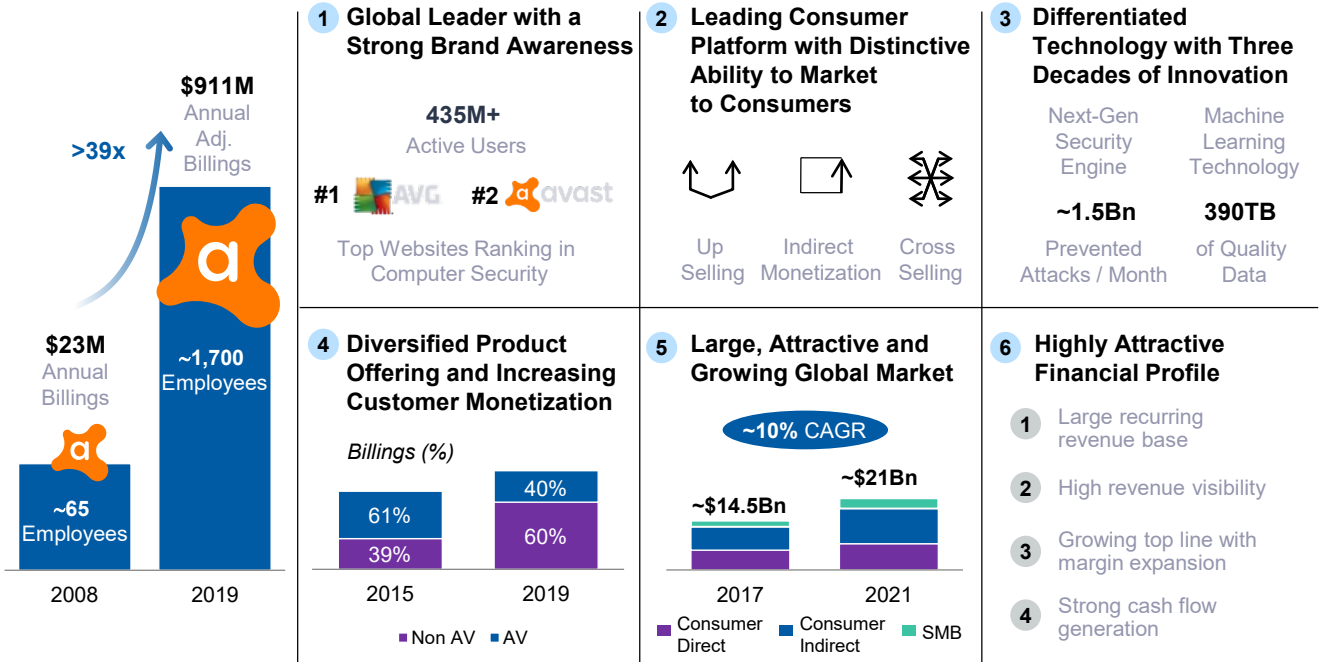 $911M
Annual
Adj.
Billings
>39x
$23M
Annual
Billings
a
a
~1,700
Employees
~65
Employees
2008
2019
1
Global Leader with a
Strong Brand Awareness
435M+
Active Users
#1 AVG #2 a avast
Top Websites Ranking in
Computer Security
2
Leading Consumer
Platform with Distinctive
Ability to Market
to Consumers
Up
Selling
Indirect
Monetization
Cross
Selling
3
Differentiated
Technology with Three
Decades of Innovation
Next-Gen
Security
Engine
Machine
Learning
Technology
~1.5Bn
Prevented
Attacks / Month
390TB
of Quality
Data
4
Diversified Product
Offering and Increasing
Customer Monetization
Billings (%)
61%
39%
40%
60%
2015
2019
Non AV
AV
5
Large, Attractive and
Growing Global Market
~10% CAGR
~$14.5Bn
~$21Bn
2017
2021
Consumer
Direct
Consumer
Indirect
SMB
6
Highly Attractive
Financial Profile
1
Large recurring
revenue base
2
High revenue visibility
3
Growing top line with
margin expansion
4
Strong cash flow
generation